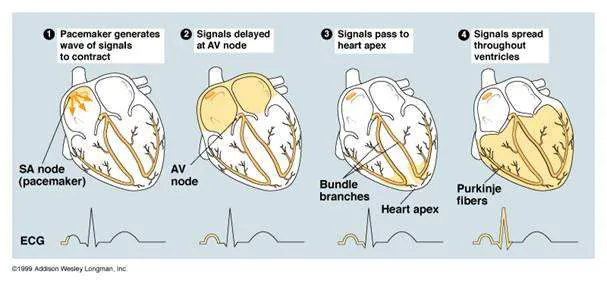 1 Pacemaker generates
wave of signals
to contract
2 Signals delayed
at AV node
3 Signals pass to
heart apex
4 Signals spread
throughout
ventricles
SA node
(pacemaker)
AV
node
Bundle
branches
Heart apex
Purkinje
fibers
ECG
©1999 Addison Wesley Longman, Inc.